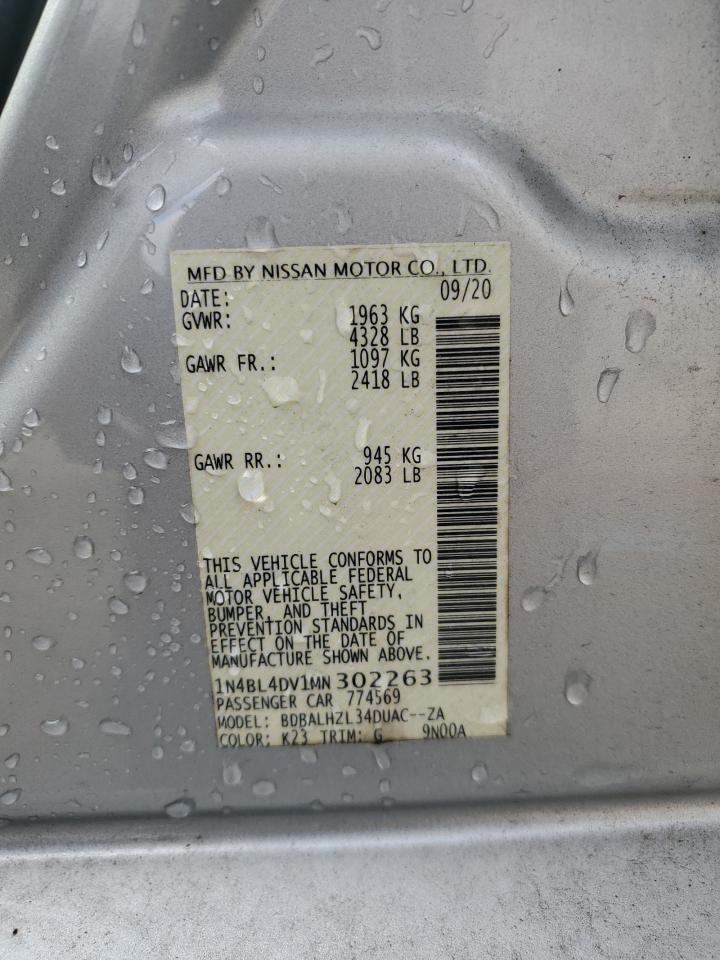 MFD BY NISSAN MOTOR CO., LTD.
DATE: 09/20
GVWR: 1963 KG
4328 LB
GAWR FR.: 1097 KG
2418 LB
GAWR RR.: 945 KG
2083 LB
THIS VEHICLE CONFORMS TO
ALL APPLICABLE FEDERAL
MOTOR VEHICLE SAFETY,
BUMPER, AND THEFT
PREVENTION STANDARDS IN
EFFECT ON THE DATE OF
MANUFACTURE SHOWN ABOVE.
1N4BL4DV1MN302263
PASSENGER CAR 774569
MODEL: BDBALHZL34DUAC--ZA
COLOR: K23 TRIM: G 9N00A